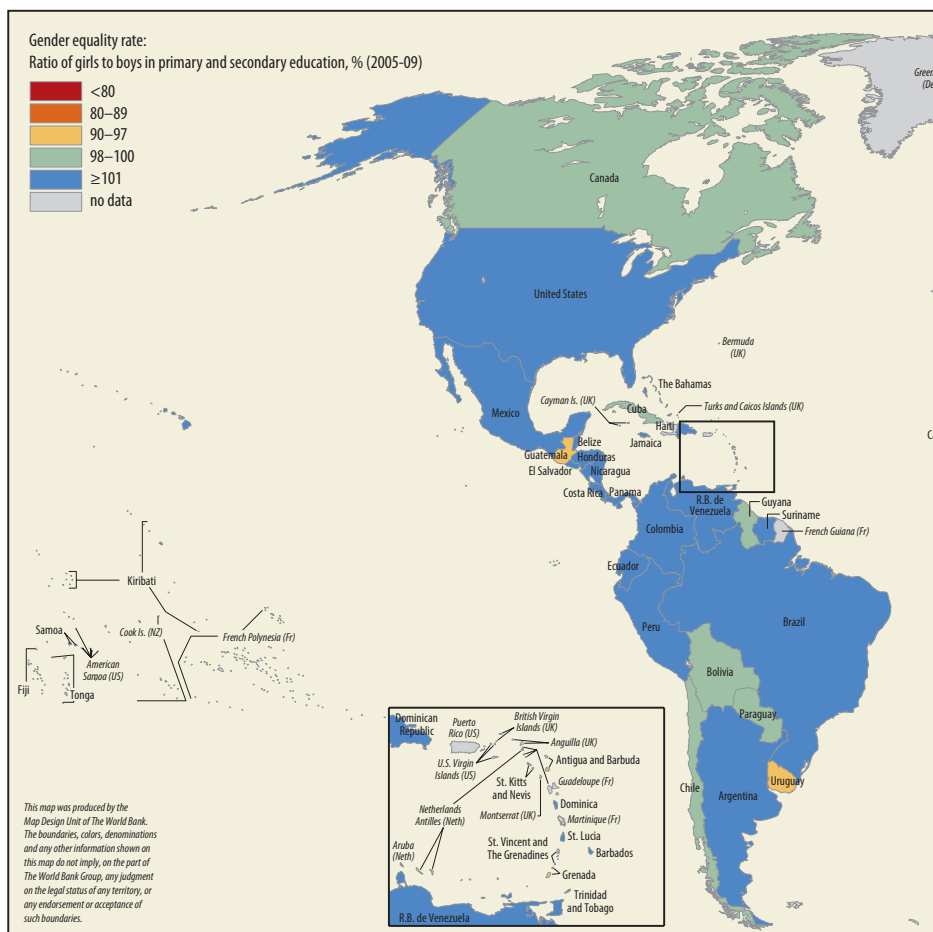 Gender equality rate:
Ratio of girls to boys in primary and secondary education, % (2005-09)
<80
80–89
90–97
98–100
≥101
no data
Canada
United States
Bermuda
(UK)
The Bahamas
Cayman Is. (UK)
Turks and Caicos Islands (UK)
Cuba
Mexico
Haiti
Belize
Jamaica
Guatemala
Honduras
El Salvador
Nicaragua
Costa Rica
Panama
R.B. de
Venezuela
Guyana
Suriname
French Guiana (Fr)
Colombia
Ecuador
Kiribati
Peru
Brazil
Samoa
Cook Is. (NZ)
French Polynesia (Fr)
American
Samoa (US)
Fiji
Tonga
Bolivia
Paraguay
Chile
Uruguay
Argentina
Dominican
Republic
Puerto
Rico (US)
British Virgin
Islands (UK)
Anguilla (UK)
U.S. Virgin
Islands (US)
Antigua and Barbuda
St. Kitts
and Nevis
Guadeloupe (Fr)
Netherlands
Antilles (Neth)
Montserrat (UK)
Dominica
Martinique (Fr)
St. Lucia
Aruba
(Neth)
St. Vincent and
The Grenadines
Barbados
Grenada
Trinidad
and Tobago
R.B. de Venezuela
This map was produced by the
Map Design Unit of The World Bank.
The boundaries, colors, denominations
and any other information shown on
this map do not imply, on the part of
The World Bank Group, any judgment
on the legal status of any territory, or
any endorsement or acceptance of
such boundaries.